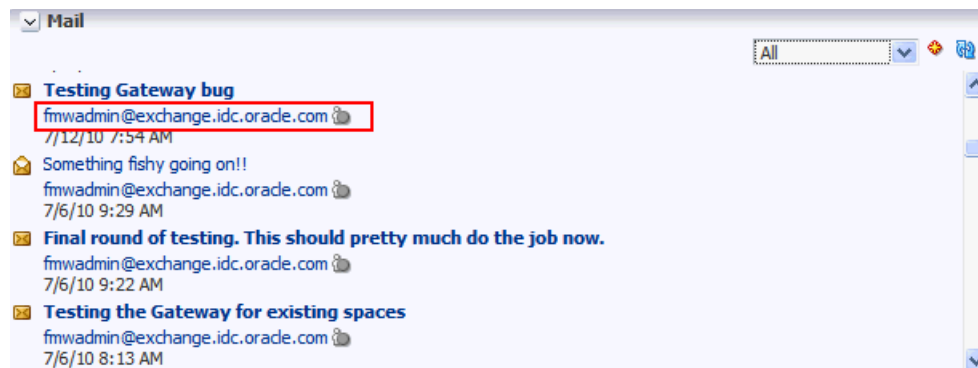 Mail
All
Testing Gateway bug
fmwadmin@exchange.idc.oracle.com
7/12/10 7:54 AM
Something fishy going on!!
fmwadmin@exchange.idc.oracle.com
7/6/10 9:29 AM
Final round of testing. This should pretty much do the job now.
fmwadmin@exchange.idc.oracle.com
7/6/10 9:22 AM
Testing the Gateway for existing spaces
fmwadmin@exchange.idc.oracle.com
7/6/10 8:13 AM